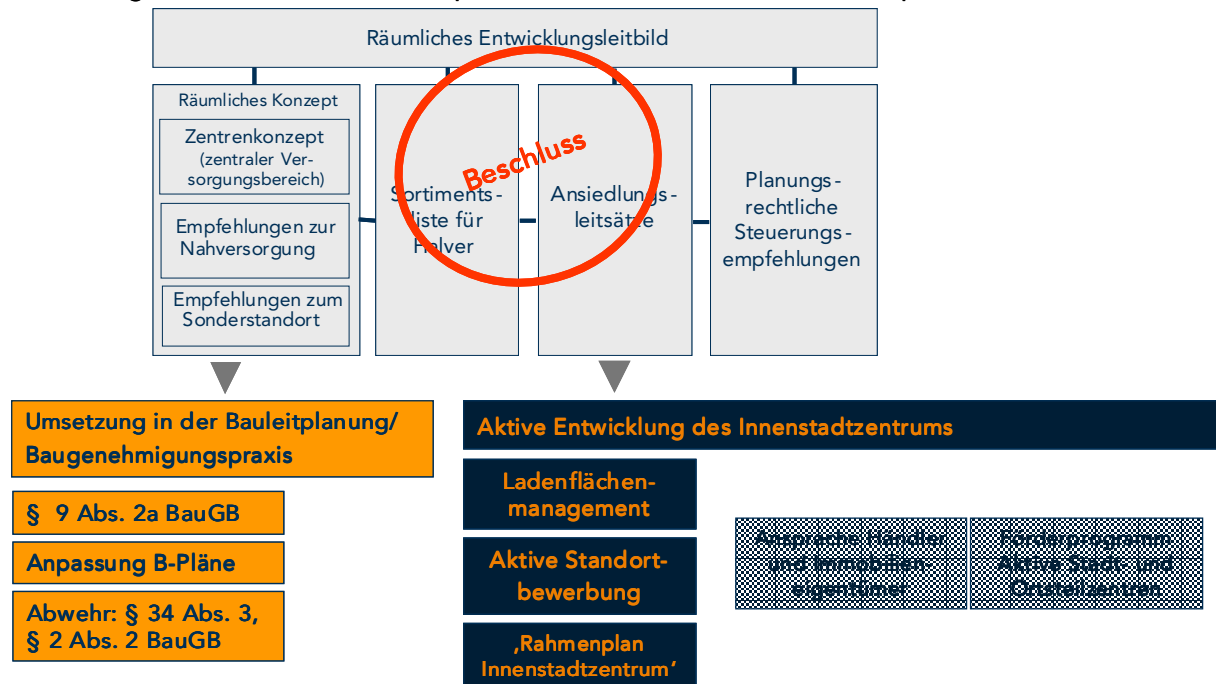 Räumliches Entwicklungsleitbild
Räumliches Konzept
Zentrenkonzept
(zentraler Ver-
sorgungsbereich)
Empfehlungen zur
Nahversorgung
Empfehlungen zum
Sonderstandort
Sortiments-
liste für
Halver
Ansiedlungs-
leitsätze
Planungs-
rechtliche
Steuerungs-
empfehlungen
Beschluss
Umsetzung in der Bauleitplanung/
Baugenehmigungspraxis
§ 9 Abs. 2a BauGB
Anpassung B-Pläne
Abwehr: § 34 Abs. 3,
§ 2 Abs. 2 BauGB
Aktive Entwicklung des Innenstadtzentrums
Ladenflächen-
management
Aktive Standort-
bewerbung
‚Rahmenplan
Innenstadtzentrum‘
Ansprache Händler
und Immobilien-
eigentümer
Förderprogramm
Aktive Stadt- und
Ortsteilzentren